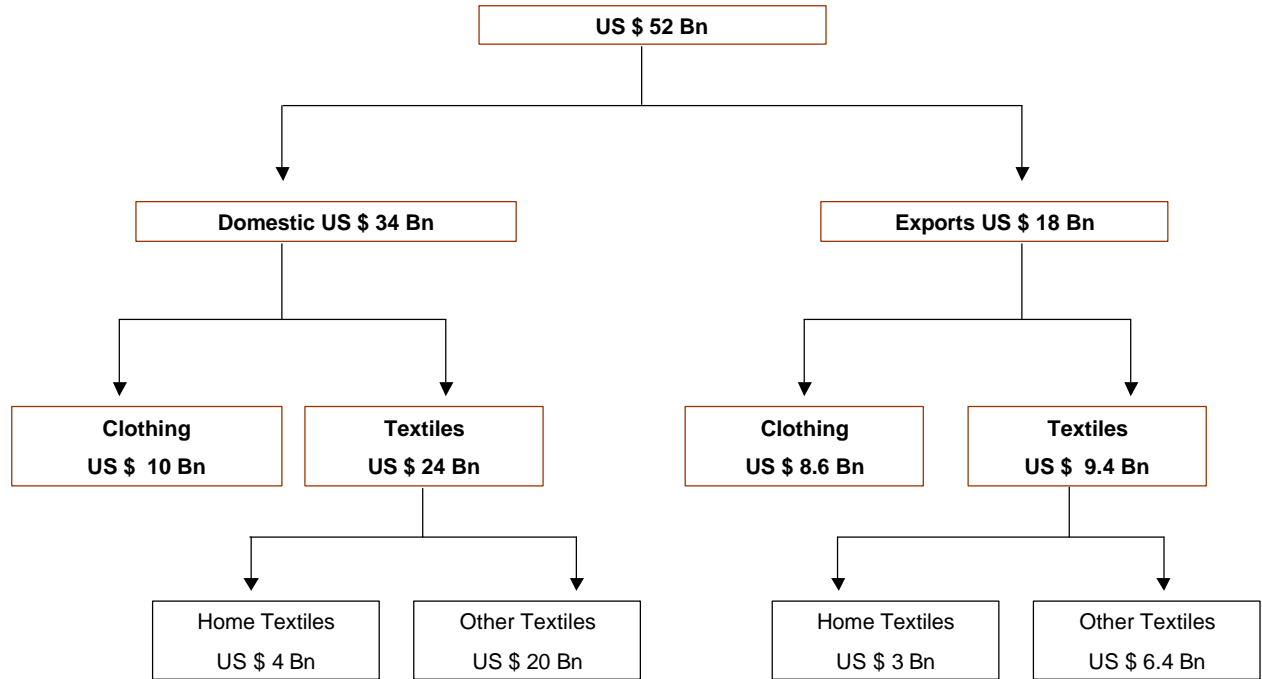 US $ 52 Bn
Domestic US $ 34 Bn
Exports US $ 18 Bn
Clothing
US $ 10 Bn
Textiles
US $ 24 Bn
Clothing
US $ 8.6 Bn
Textiles
US $ 9.4 Bn
Home Textiles
US $ 4 Bn
Other Textiles
US $ 20 Bn
Home Textiles
US $ 3 Bn
Other Textiles
US $ 6.4 Bn